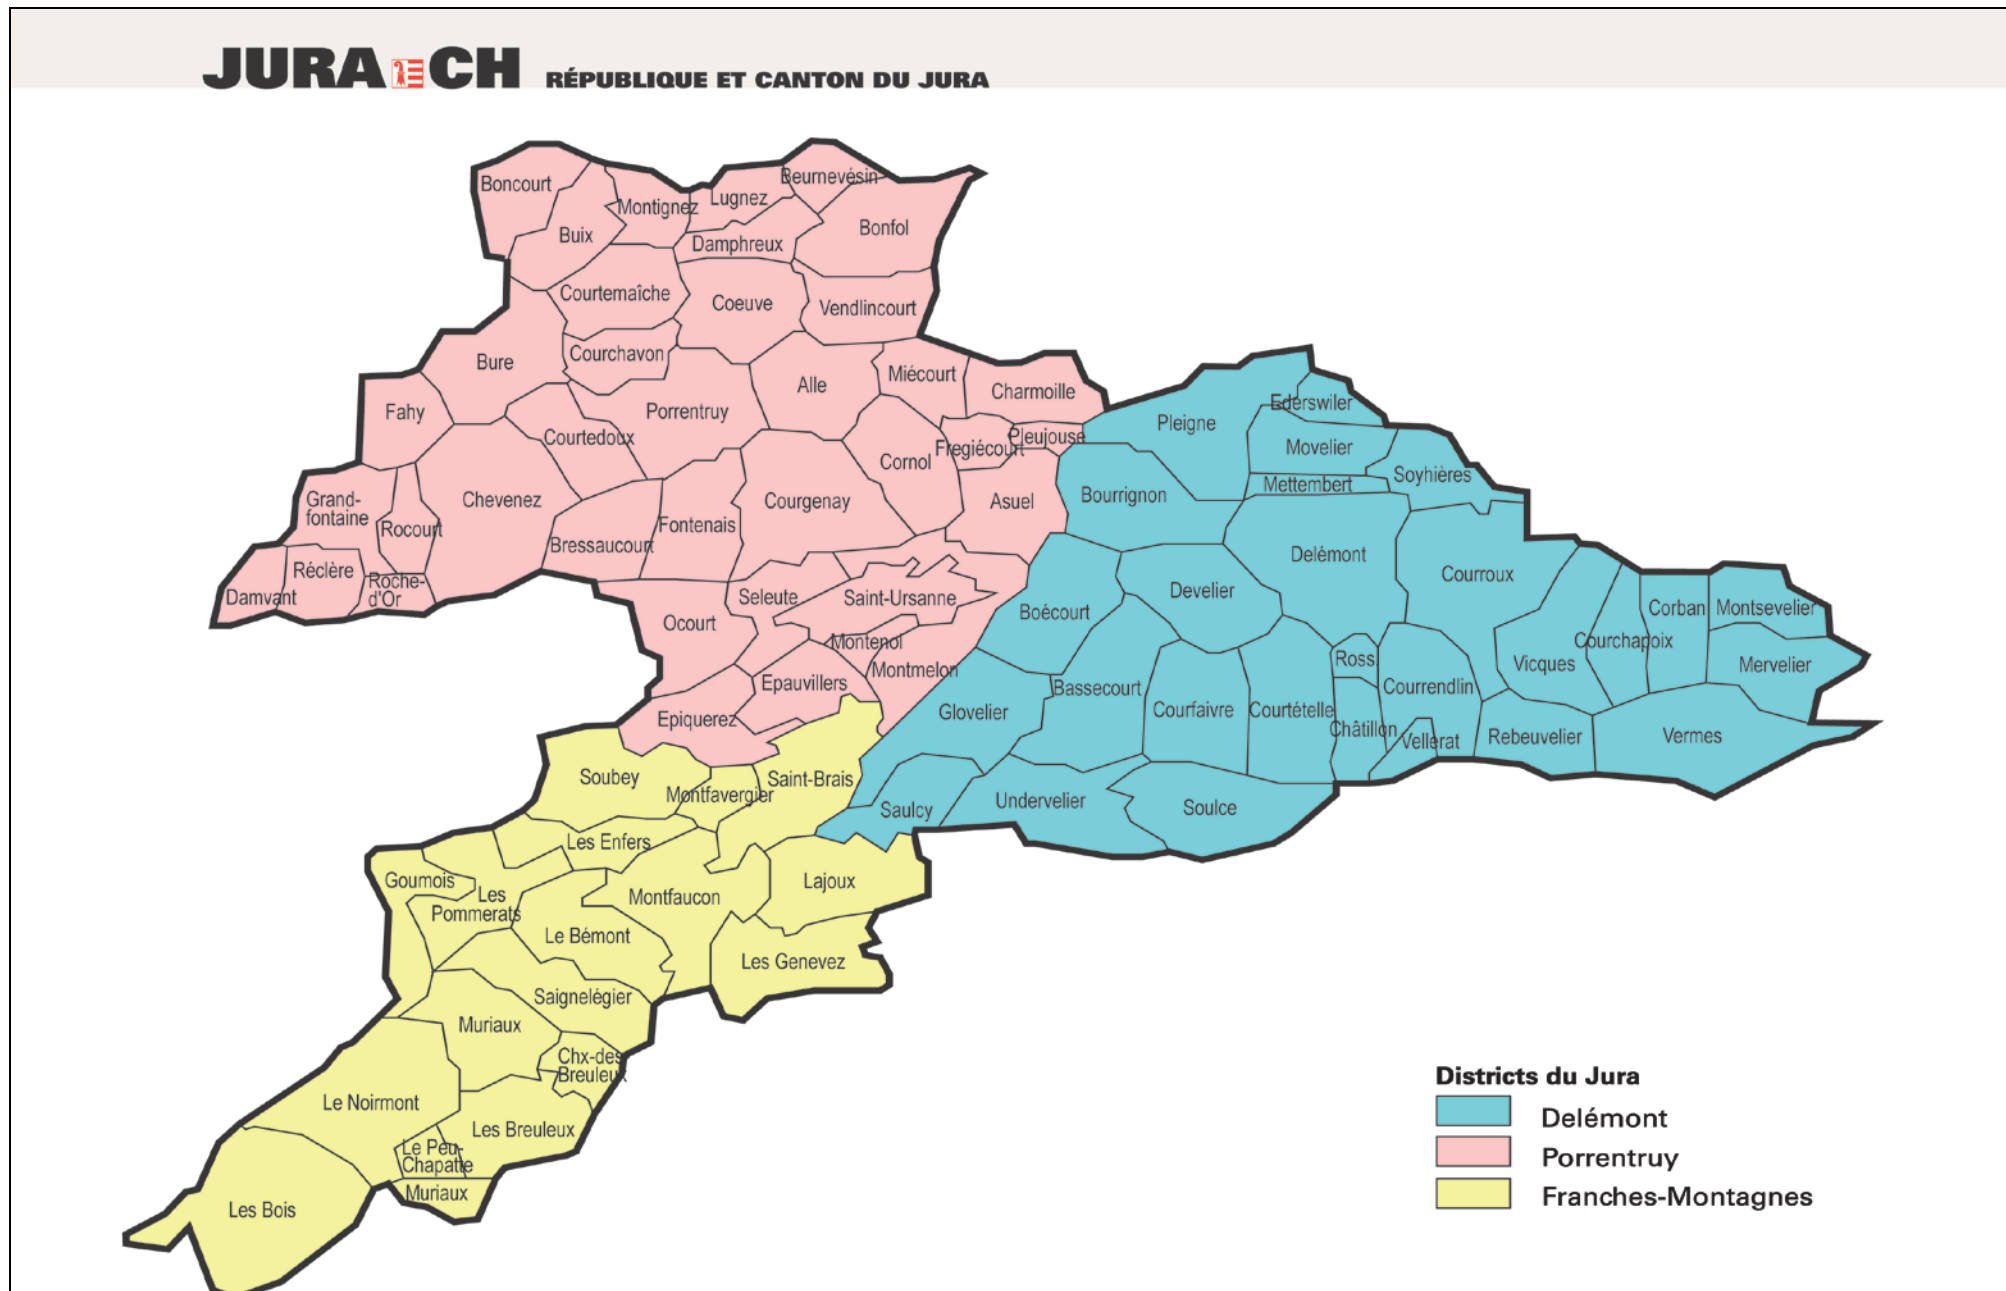 JURA CH RÉPUBLIQUE ET CANTON DU JURA
Boncourt
Beurnevésin
Lugnez
Montignez
Bonfol
Buix
Damphreux
Courtemaîche
Coeuve
Vendlincourt
Courchavon
Bure
Miécourt
Alle
Charmoille
Fahy
Porrentruy
Courtedoux
Pleujouse
Fregiécourt
Cornol
Grand-
fontaine
Chevenez
Courgenay
Asuel
Rocourt
Fontenais
Bressaucourt
Réclère
Roche-
d'Or
Damvant
Seleute
Saint-Ursanne
Ocourt
Montenol
Montmelon
Epauvillers
Epiquerez
Pleigne
Ederswiler
Movelier
Soyhières
Mettembert
Bourrignon
Delémont
Courroux
Develier
Boécourt
Corban
Montsevelier
Courchapoix
Vicques
Mervelier
Ross.
Courrendlin
Bassecourt
Glovelier
Courfaivre
Courtételle
Châtillon
Vellerat
Rebeuvelier
Vermes
Undervelier
Soulce
Saulcy
Soubey
Saint-Brais
Montfavergier
Les Enfers
Goumois
Les
Pommerats
Montfaucon
Lajoux
Le Bémont
Les Genevez
Saignelégier
Muriaux
Chx-des
Breuleux
Le Noirmont
Les Breuleux
Le Peu-
Chapatte
Muriaux
Les Bois
Districts du Jura
Delémont
Porrentruy
Franches-Montagnes